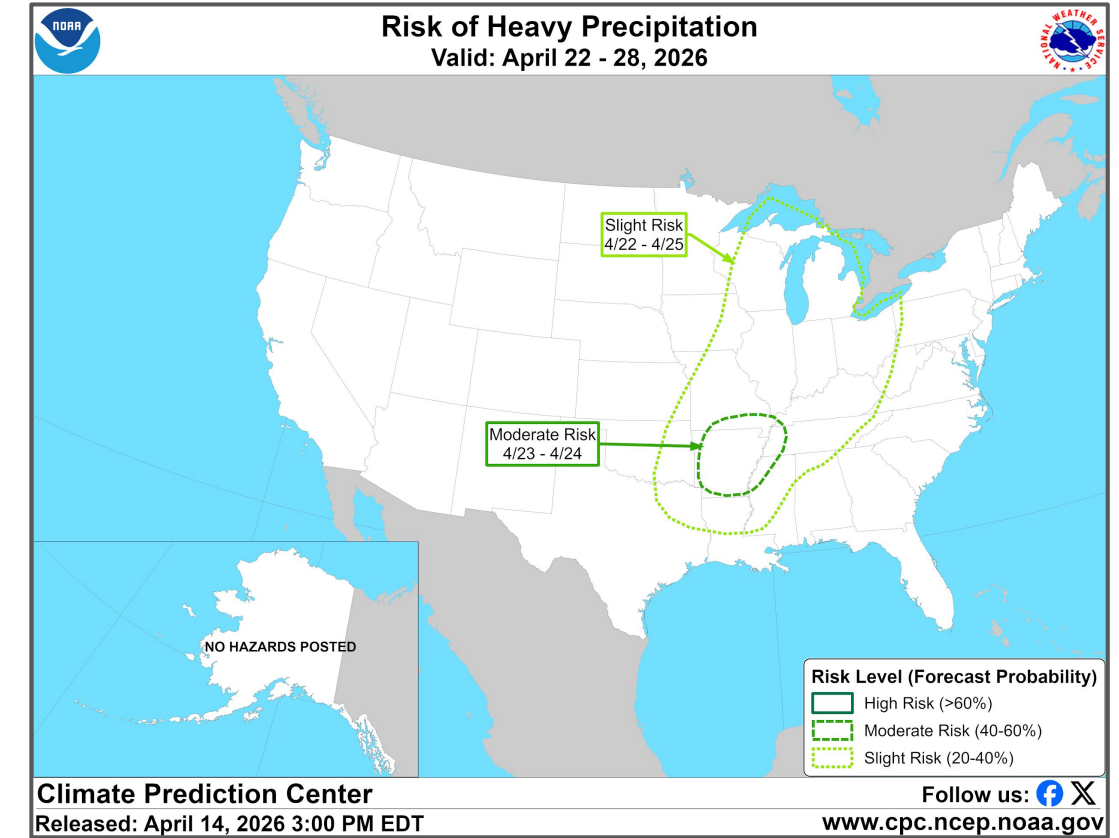 NOAA
Risk of Heavy Precipitation
Valid: April 22 - 28, 2026
NATIONAL WEATHER SERVICE
Slight Risk
4/22 - 4/25
Moderate Risk
4/23 - 4/24
NO HAZARDS POSTED
Risk Level (Forecast Probability)
High Risk (>60%)
Moderate Risk (40-60%)
Slight Risk (20-40%)
Climate Prediction Center
Follow us:
Released: April 14, 2026 3:00 PM EDT
www.cpc.ncep.noaa.gov